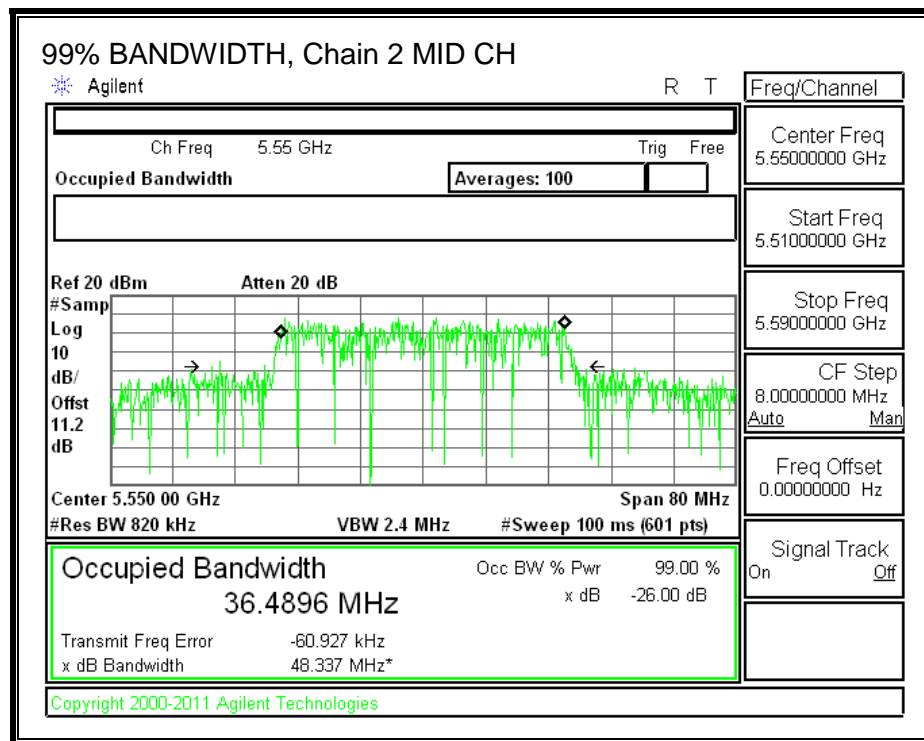 99% BANDWIDTH, Chain 2 MID CH
Agilent R T
Freq/Channel
Ch Freq 5.55 GHz Trig Free
Occupied Bandwidth Averages: 100
Ref 20 dBm Atten 20 dB
#Samp
Log
10
dB/
Offst
11.2
dB
Center 5.550 00 GHz Span 80 MHz
#Res BW 820 kHz VBW 2.4 MHz #Sweep 100 ms (601 pts)
Occupied Bandwidth Occ BW % Pwr 99.00 %
36.4896 MHz x dB -26.00 dB
Transmit Freq Error -60.927 kHz
x dB Bandwidth 48.337 MHz*
Copyright 2000-2011 Agilent Technologies
Center Freq
5.55000000 GHz
Start Freq
5.51000000 GHz
Stop Freq
5.59000000 GHz
CF Step
8.00000000 MHz
Auto Man
Freq Offset
0.00000000 Hz
Signal Track
On Off